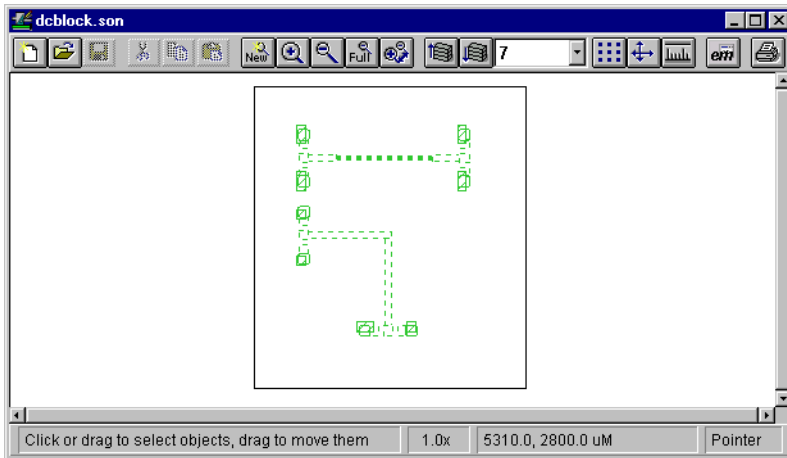 dcblock.son
New Full 7 em
Click or drag to select objects, drag to move them 1.0x 5310.0, 2800.0 uM Pointer